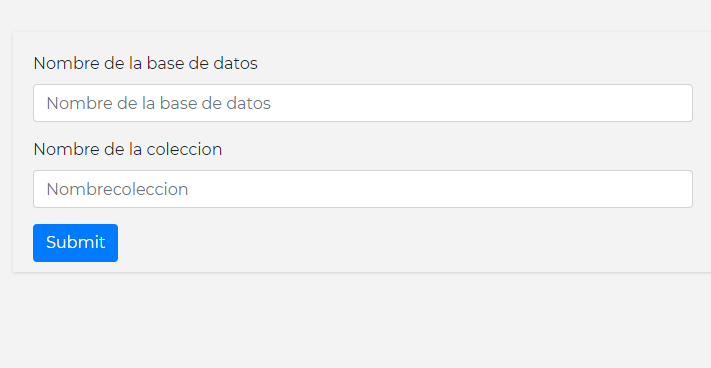 Nombre de la base de datos
Nombre de la base de datos
Nombre de la coleccion
Nombrecoleccion
Submit